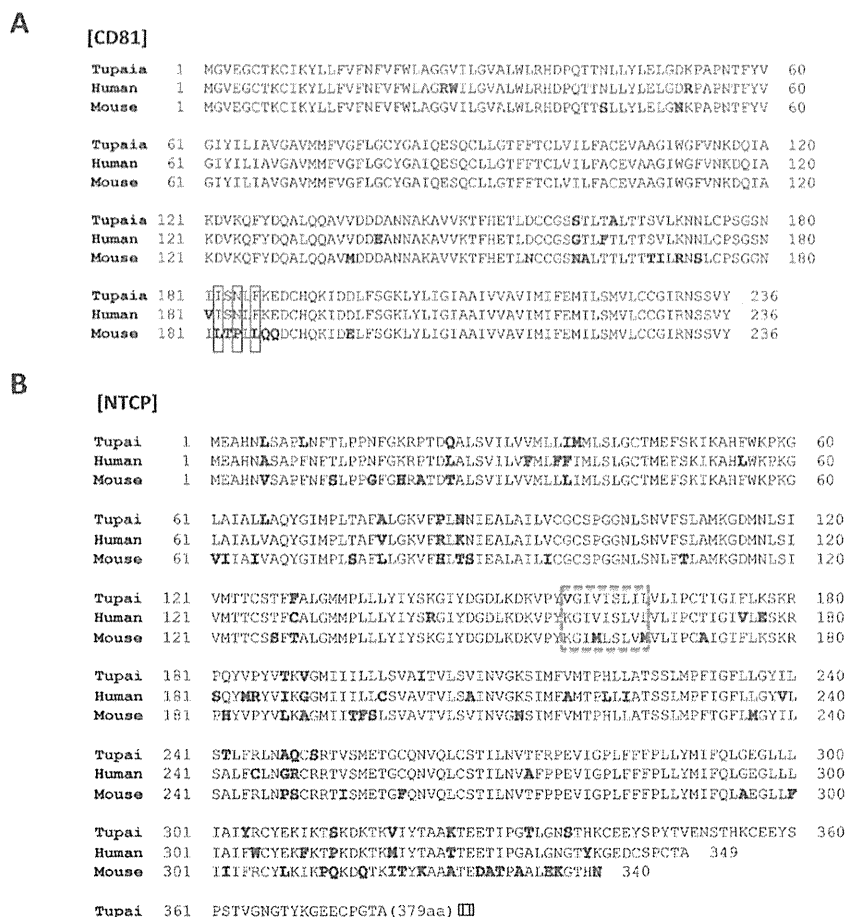 A
[CD81]
Tupaia 1 MGVEGCTKCIKYLLFVFNFVFWLAGGVILGVALWLRHDPQTTNLLYLELGDKPAPNTFYV 60
Human 1 MGVEGCTKCIKYLLFVFNFVFWLAGRWILGVALWLRHDPQTTNLLYLELGDRPAPNTFYV 60
Mouse 1 MGVEGCTKCIKYLLFVFNFVFWLAGGVILGVALWLRHDPQTTSLLYLELGNKPAPNTFYV 60
Tupaia 61 GIYILIAVGAVMMFVGFLGCYGAIQESQCLLGTFFTCLVILFACEVAAGIWGFVNKDQIA 120
Human 61 GIYILIAVGAVMMFVGFLGCYGAIQESQCLLGTFFTCLVILFACEVAAGIWGFVNKDQIA 120
Mouse 61 GIYILIAVGAVMMFVGFLGCYGAIQESQCLLGTFFTCLVILFACEVAAGIWGFVNKDQIA 120
Tupaia 121 KDVKQFYDQALQQAVVDDDANNAKAVVKTFHETLDCCGSSTLTALTTSVLKNNLCPSGSN 180
Human 121 KDVKQFYDQALQQAVVDDDANNAKAVVKTFHETLDCCGSGTLTAFTTLTTSVLKNNLCPSGSN 180
Mouse 121 KDVKQFYDQALQQAVMDDDANNAKAVVKTFHETLNCCGSNALTTLTTTILRNSLCPSGGN 180
Tupaia 181 IISNLFKEDCHQKIDDLFSGKLYLIGIAAIVVAVIMIFEMILSMVLCCGIRNSSVY 236
Human 181 VISNLFKEDCHQKIDDLFSGKLYLIGIAAIVVAVIMIFEMILSMVLCCGIRNSSVY 236
Mouse 181 ILTPLLQQDCHQKIDELFSGKLYLIGIAAIVVAVIMIFEMILSMVLCCGIRNSSVY 236
B
[NTCP]
Tupai 1 MEAHNLSAPLNFTLPPNFGKRPTDQALSVILVVMLLIMMLSLGCTMEFSKIKAHFWKPKG 60
Human 1 MEAHNASAPFNFTLPPNFGKRPTDLALSVILVFMLFFIMLSLGCTMEFSKIKAHLWKPKG 60
Mouse 1 MEAHNVSAPFNFSLPPGFGHRATDTALSVILVVMLLLIMLSLGCTMEFSKIKAHFWKPKG 60
Tupai 61 LAIALLAQYGIMPLTAFALGKVFPLNNIEALAILVCGCSPGGNLSNVFSLAMKGDMNLSI 120
Human 61 LAIALVAQYGIMPLTAFVLGKVFRLKNIEALAILVCGCSPGGNLSNVFSLAMKGDMNLSI 120
Mouse 61 VIIAIVAQYGIMPLSAFLLGKVFHLTSIEALAILICGCSPGGNLSNLFTLAMKGDMNLSI 120
Tupai 121 VMTTCSTFFALGMMPLLLYIYSKGIYDGDLKDKVPYVGIVISLILVLIPCTIGIFLKSKR 180
Human 121 VMTTCSTFCALGMMPLLLYIYSRGIYDGDLKDKVPYKGIVISLVLVLIPCTIGIVLKSKR 180
Mouse 121 VMTTCSSFTALGMMPLLLYIYSKGIYDGDLKDKVPYKGIMLSLVMVLIPCAIGIFLKSKR 180
Tupai 181 PQYVPYVTKVGMIIILLLSVAITVLSVINVGKSIMFVMTPHLLATSSLMPFIGFLLGYIL 240
Human 181 SQYMRYVIKGGMIIILLCSVAVTVLSAINVGKSIMFAMTPLLIATSSLMPFIGFLLGYVL 240
Mouse 181 PHYVPYVLKAGMIITFSLSVAVTVLSVINVGNSIMFVMTPHLLATSSLMPFTGFLMGYIL 240
Tupai 241 STLFRLNAQCSRTVSMETGCQNVQLCSTILNVTFRPEVIGPLFFFPLLYMIFQLGEGLLL 300
Human 241 SALFCLNGRCRRTVSMETGCQNVQLCSTILNVAFPPEVIGPLFFFPLLYMIFQLGEGLLL 300
Mouse 241 SALFRLNPSCRRTISMETGFQNVQLCSTILNVTFPPEVIGPLFFFPLLYMIFQLAEGLLF 300
Tupai 301 IAIYRCYEKIKTSKDKTKVIYTAAKTEETIPGTLGNSTHKCEEYSPYTVENSTHKCEEYS 360
Human 301 IAIFWCYEKFKTPKDKTKMIYTAATTEETIPGALGNGTYKGEDCSPCTA 349
Mouse 301 IIIFRCYLKIKPQKDQTKITYKAAATEDATPAALEKGTHN 340
Tupai 361 PSTVGNGTYKGEECPGTA(379aa)